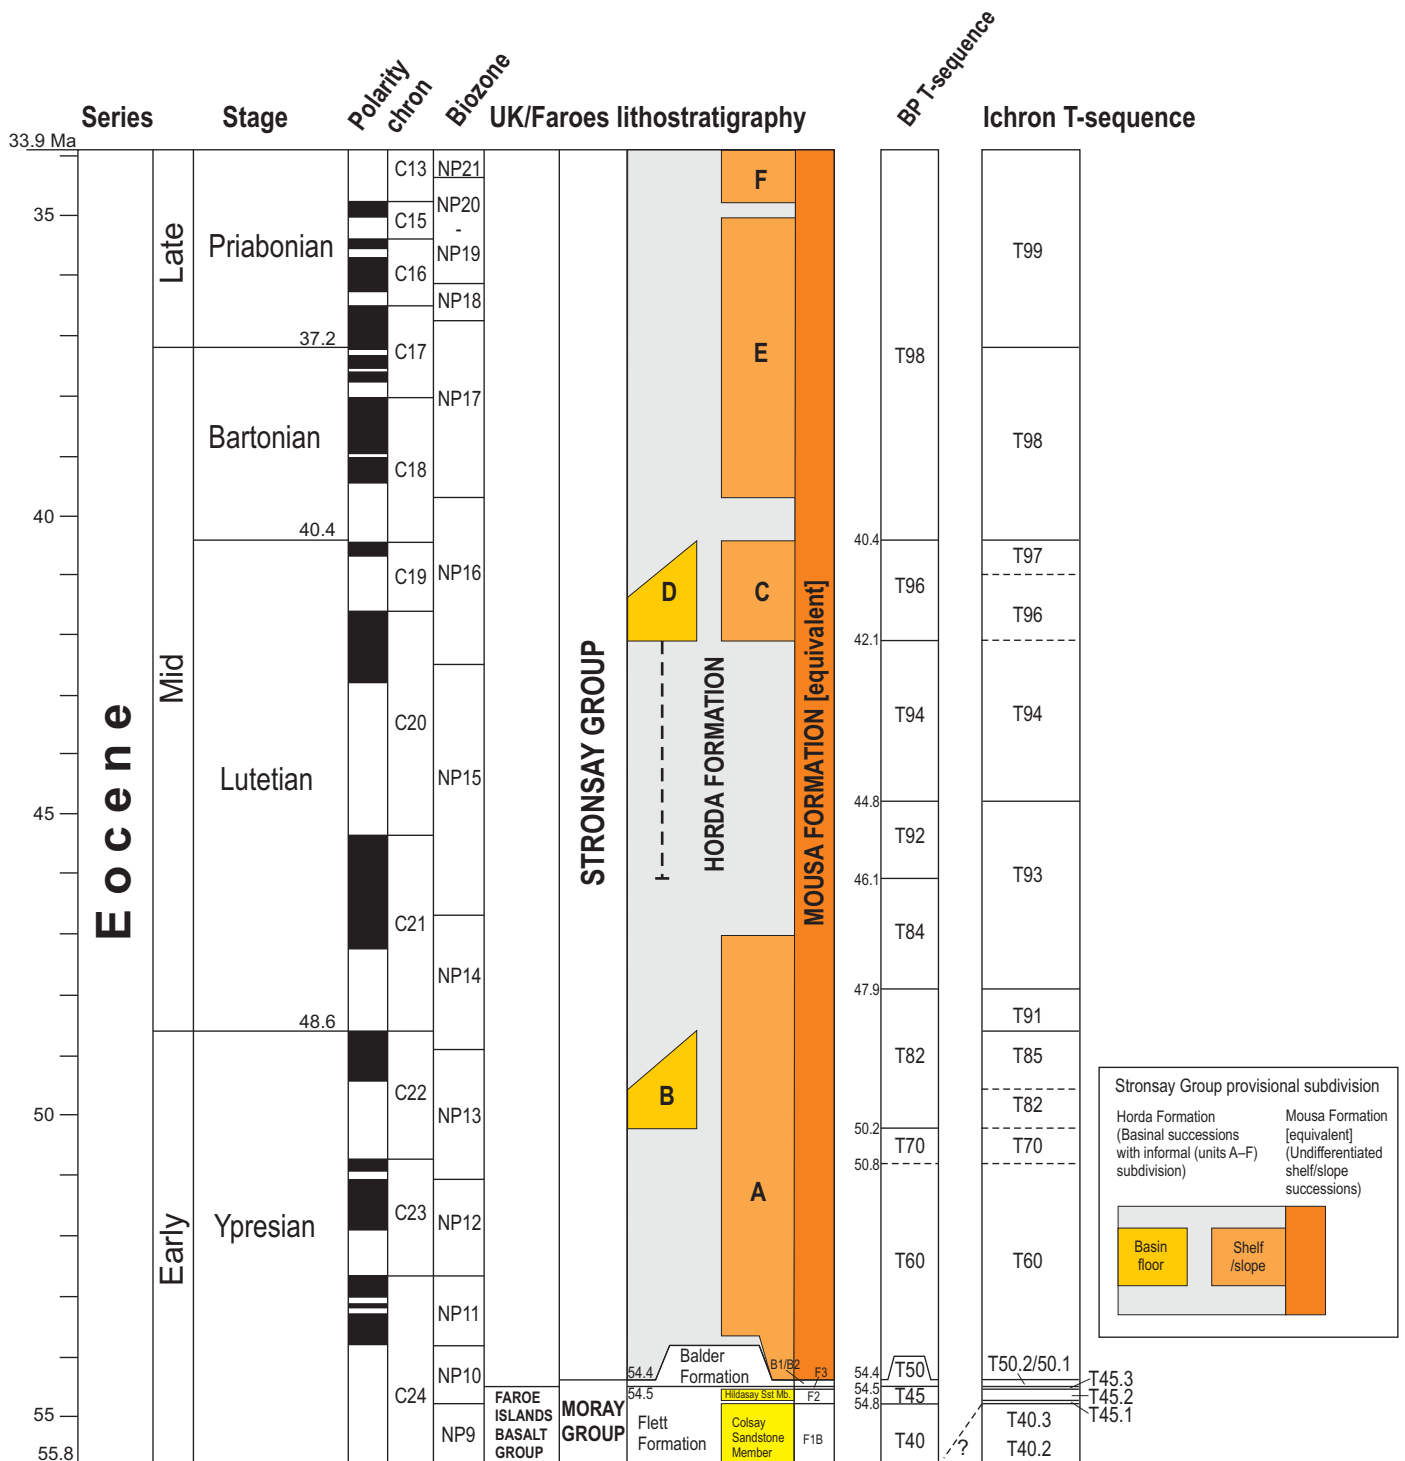 Series
Stage
Polarity
chron
Biozone
UK/Faroes lithostratigraphy
BP T-sequence
Ichron T-sequence
33.9 Ma
35
40
45
50
55
55.8
Eocene
Late
Mid
Early
Priabonian
37.2
Bartonian
40.4
Lutetian
48.6
Ypresian
C13
C15
C16
C17
C18
C19
C20
C21
C22
C23
C24
NP21
NP20
-
NP19
NP18
NP17
NP16
NP15
NP14
NP13
NP12
NP11
NP10
NP9
FAROE
ISLANDS
BASALT
GROUP
STRONSAY GROUP
MORAY
GROUP
HORDA FORMATION
MOUSA FORMATION [equivalent]
F
E
D
C
B
A
Balder
Formation
B1/B2
F3
54.4
54.5
Hildasay Sst Mb.
F2
Flett
Formation
Colsay
Sandstone
Member
F1B
T98
40.4
T96
42.1
T94
44.8
T92
46.1
T84
47.9
T82
50.2
T70
50.8
T60
54.4
T50
54.5
T45
54.8
T40
?
T99
T98
T97
T96
T94
T93
T91
T85
T82
T70
T60
T50.2/50.1
T45.3
T45.2
T45.1
T40.3
T40.2
Stronsay Group provisional subdivision
Horda Formation
(Basinal successions
with informal (units A–F)
subdivision)
Mousa Formation
[equivalent]
(Undifferentiated
shelf/slope
successions)
Basin
floor
Shelf
/slope